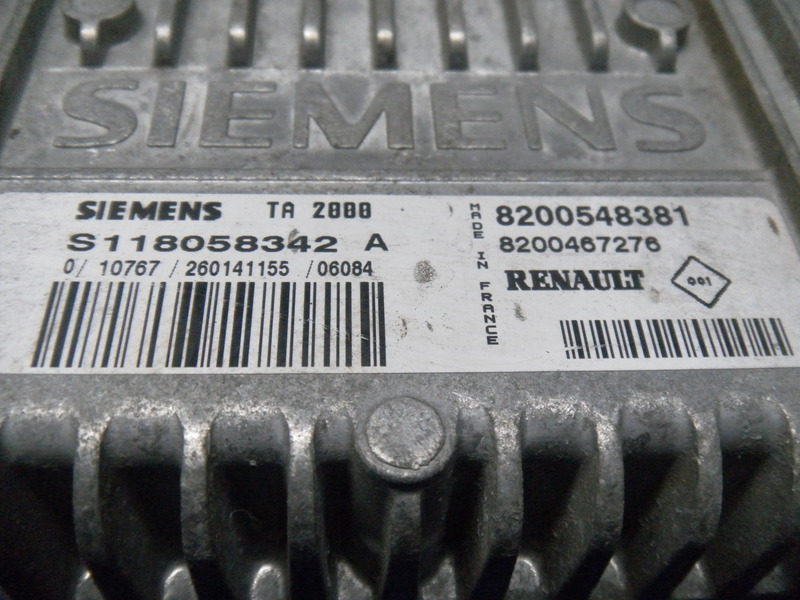 SIEMENS
SIEMENS TA 2000
S118058342 A
0/ 10767 / 260141155 / 06084
MADE IN FRANCE
8200548381
8200467276
RENAULT
001